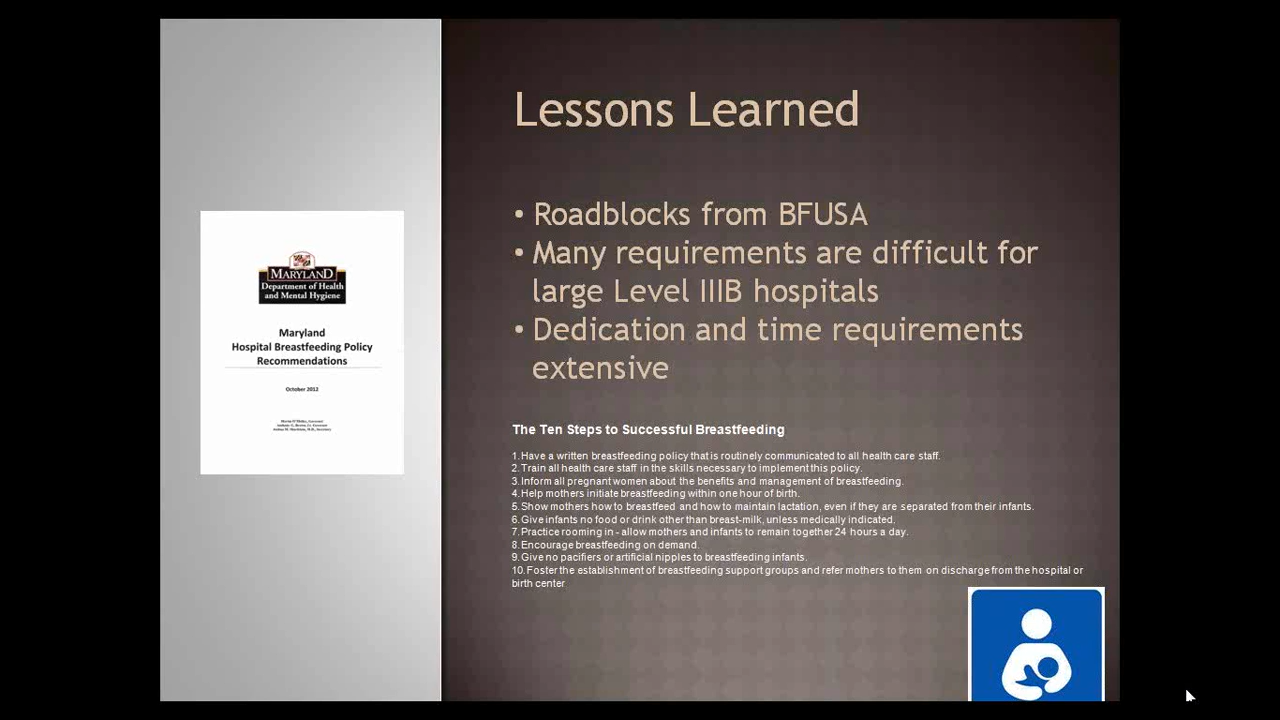 Lessons Learned
• Roadblocks from BFUSA
• Many requirements are difficult for
large Level IIIB hospitals
• Dedication and time requirements
extensive
MARYLAND
Department of Health
and Mental Hygiene
Maryland
Hospital Breastfeeding Policy
Recommendations
October 2012
The Ten Steps to Successful Breastfeeding
1.Have a written breastfeeding policy that is routinely communicated to all health care staff.
2.Train all health care staff in the skills necessary to implement this policy.
3.Inform all pregnant women about the benefits and management of breastfeeding.
4.Help mothers initiate breastfeeding within one hour of birth.
5.Show mothers how to breastfeed and how to maintain lactation, even if they are separated from their infants.
6.Give infants no food or drink other than breast-milk, unless medically indicated.
7.Practice rooming in - allow mothers and infants to remain together 24 hours a day.
8.Encourage breastfeeding on demand.
9.Give no pacifiers or artificial nipples to breastfeeding infants.
10.Foster the establishment of breastfeeding support groups and refer mothers to them on discharge from the hospital or
birth center